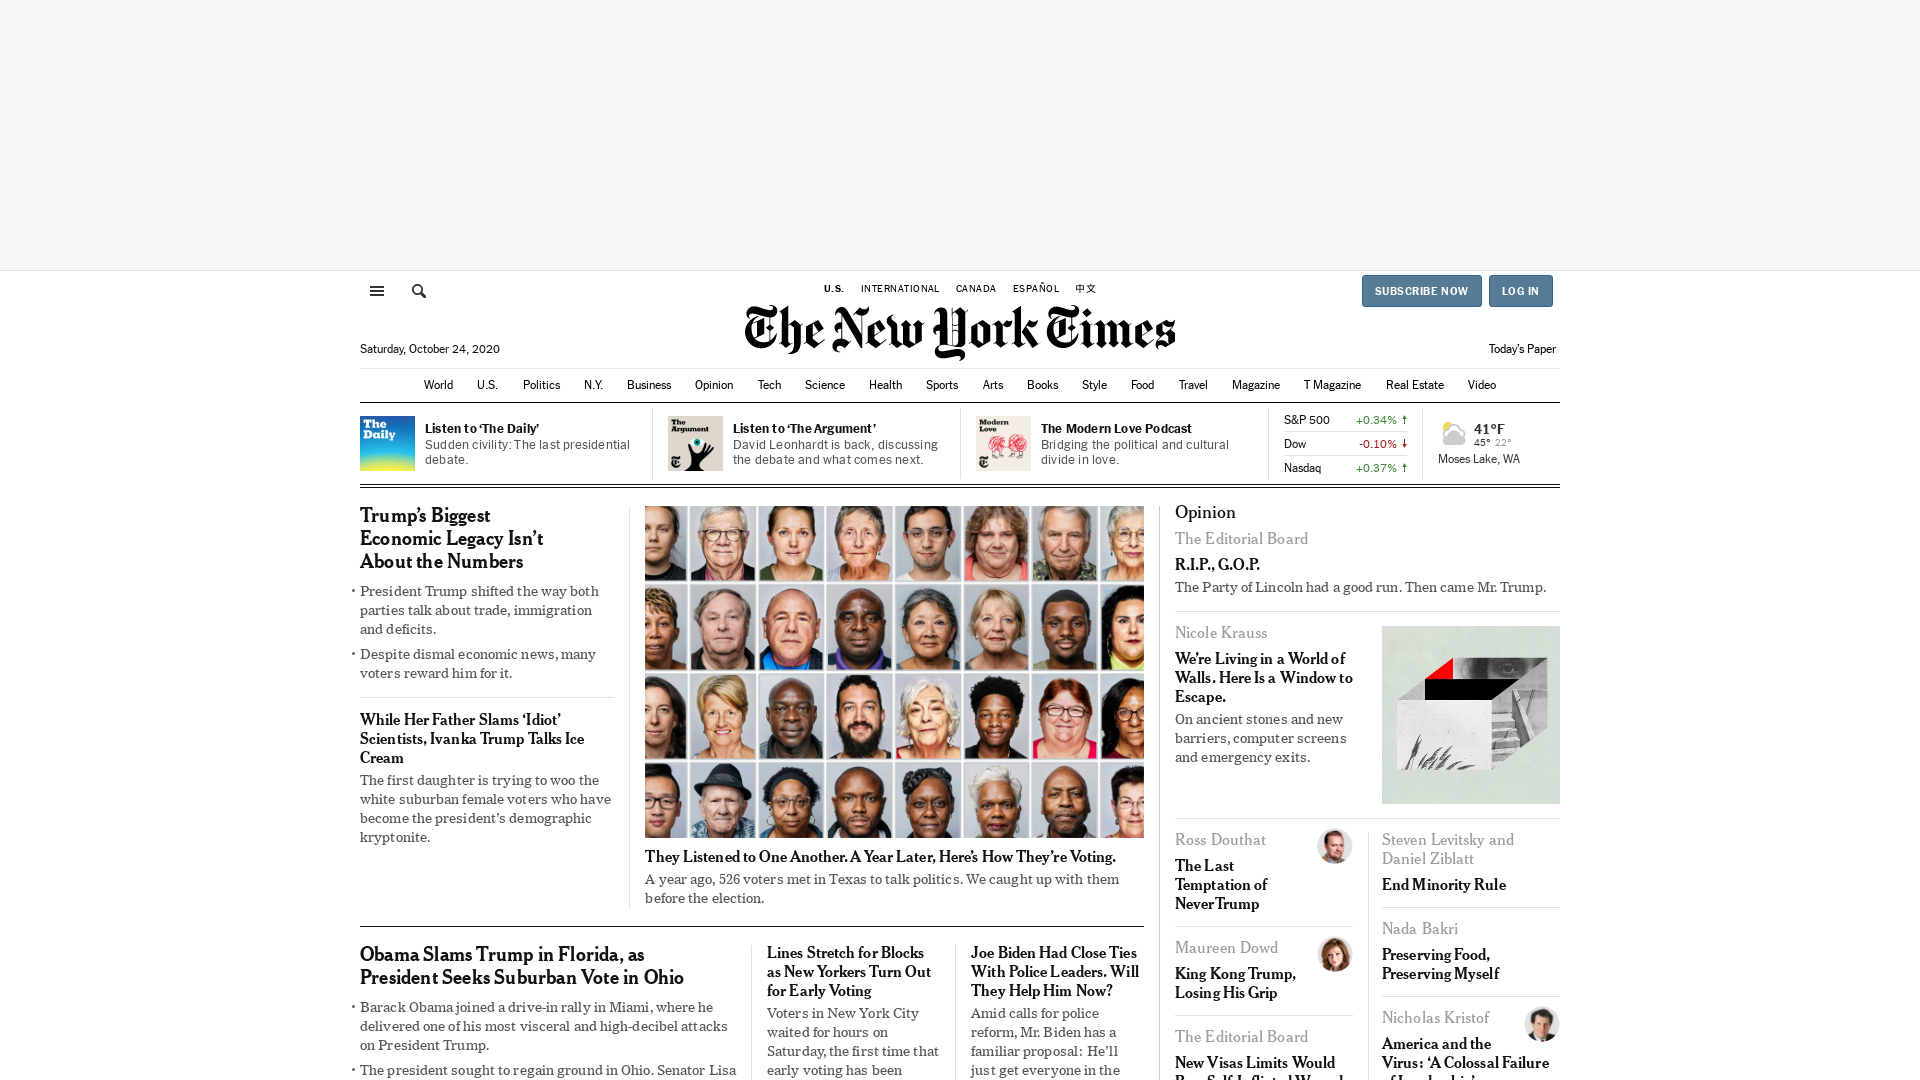 U.S. INTERNATIONAL CANADA ESPAÑOL 中文
SUBSCRIBE NOW LOG IN
The New York Times
Saturday, October 24, 2020
Today's Paper
World U.S. Politics N.Y. Business Opinion Tech Science Health Sports Arts Books Style Food Travel Magazine T Magazine Real Estate Video
The Daily
Listen to ‘The Daily’
Sudden civility: The last presidential
debate.
The Argument
Listen to ‘The Argument’
David Leonhardt is back, discussing
the debate and what comes next.
Modern Love
The Modern Love Podcast
Bridging the political and cultural
divide in love.
S&P 500 +0.34% ↑
Dow -0.10% ↓
Nasdaq +0.37% ↑
41°F
45° 22°
Moses Lake, WA
Trump’s Biggest
Economic Legacy Isn’t
About the Numbers
• President Trump shifted the way both
parties talk about trade, immigration
and deficits.
• Despite dismal economic news, many
voters reward him for it.
While Her Father Slams ‘Idiot’
Scientists, Ivanka Trump Talks Ice
Cream
The first daughter is trying to woo the
white suburban female voters who have
become the president’s demographic
kryptonite.
They Listened to One Another. A Year Later, Here’s How They’re Voting.
A year ago, 526 voters met in Texas to talk politics. We caught up with them
before the election.
Obama Slams Trump in Florida, as
President Seeks Suburban Vote in Ohio
• Barack Obama joined a drive-in rally in Miami, where he
delivered one of his most visceral and high-decibel attacks
on President Trump.
• The president sought to regain ground in Ohio. Senator Lisa
Lines Stretch for Blocks
as New Yorkers Turn Out
for Early Voting
Voters in New York City
waited for hours on
Saturday, the first time that
early voting has been
Joe Biden Had Close Ties
With Police Leaders. Will
They Help Him Now?
Amid calls for police
reform, Mr. Biden has a
familiar proposal: He’ll
just get everyone in the
Opinion
The Editorial Board
R.I.P., G.O.P.
The Party of Lincoln had a good run. Then came Mr. Trump.
Nicole Krauss
We’re Living in a World of
Walls. Here Is a Window to
Escape.
On ancient stones and new
barriers, computer screens
and emergency exits.
Ross Douthat
The Last
Temptation of
NeverTrump
Maureen Dowd
King Kong Trump,
Losing His Grip
The Editorial Board
New Visas Limits Would
Steven Levitsky and
Daniel Ziblatt
End Minority Rule
Nada Bakri
Preserving Food,
Preserving Myself
Nicholas Kristof
America and the
Virus: ‘A Colossal Failure